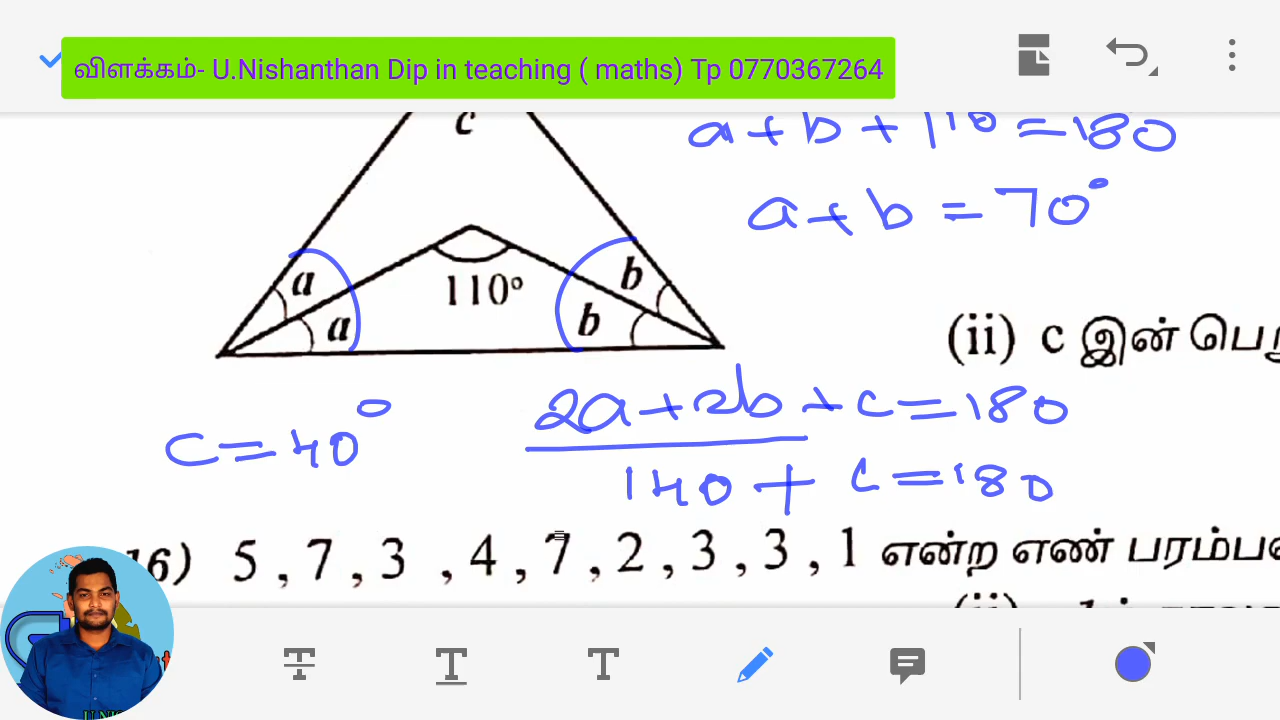 விளக்கம்- U.Nishanthan Dip in teaching ( maths) Tp 0770367264
c
a+b+110=180
a+b=70°
a
a
110°
b
b
(ii) c இன்
2a+2b+c=180
c=40°
140+c=180
16) 5 , 7 , 3 , 4 , 7 , 2 , 3 , 3 , 1 என்ற எண்
T
T
T